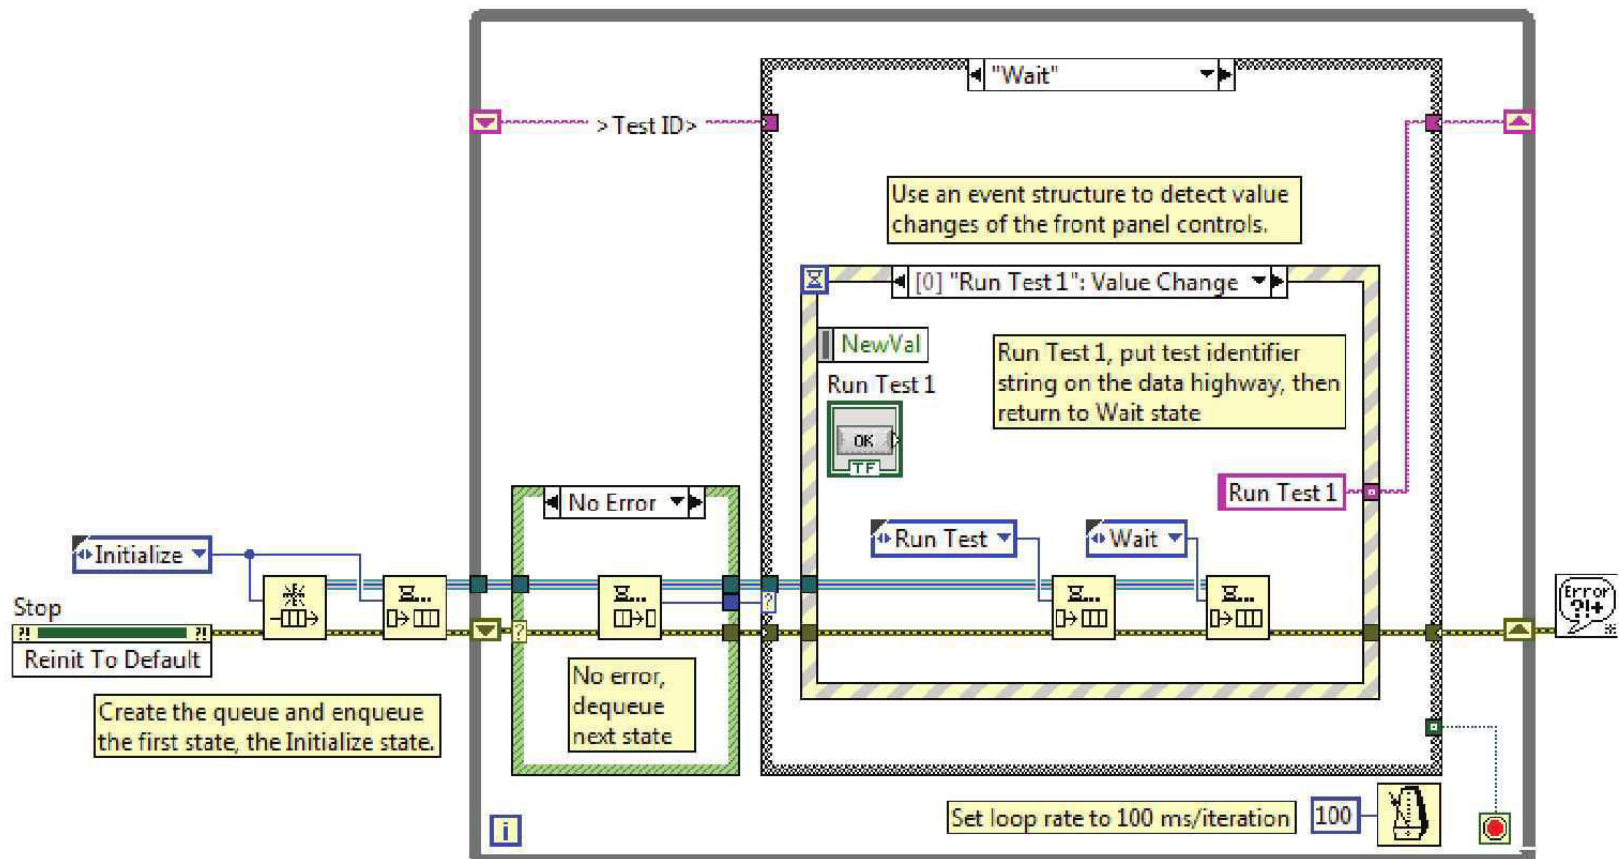 "Wait"
>Test ID>
Use an event structure to detect value
changes of the front panel controls.
[0] "Run Test 1": Value Change
NewVal
Run Test 1
OK
TF
Run Test 1, put test identifier
string on the data highway, then
return to Wait state
Run Test 1
No Error
Initialize
Run Test
Wait
Stop
?! ?!
Reinit To Default
?
?
Error
?!+
No error,
dequeue
next state
Create the queue and enqueue
the first state, the Initialize state.
i
Set loop rate to 100 ms/iteration
100